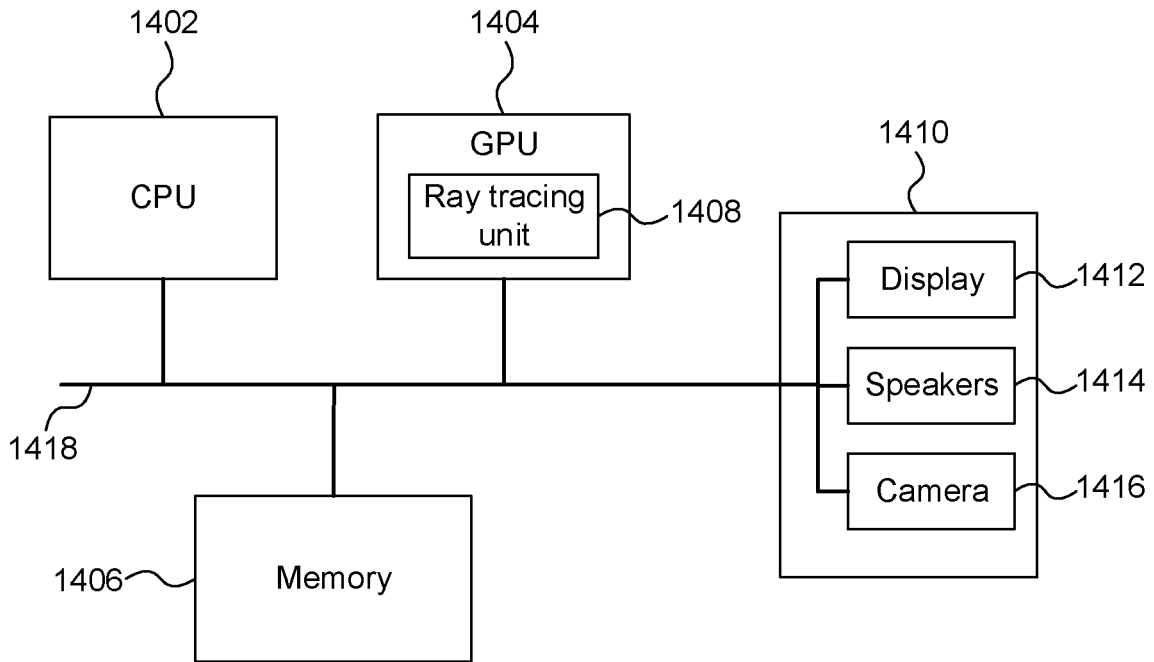 1402
1404
CPU
GPU
Ray tracing
unit
1408
1410
Display
1412
Speakers
1414
Camera
1416
1418
Memory
1406